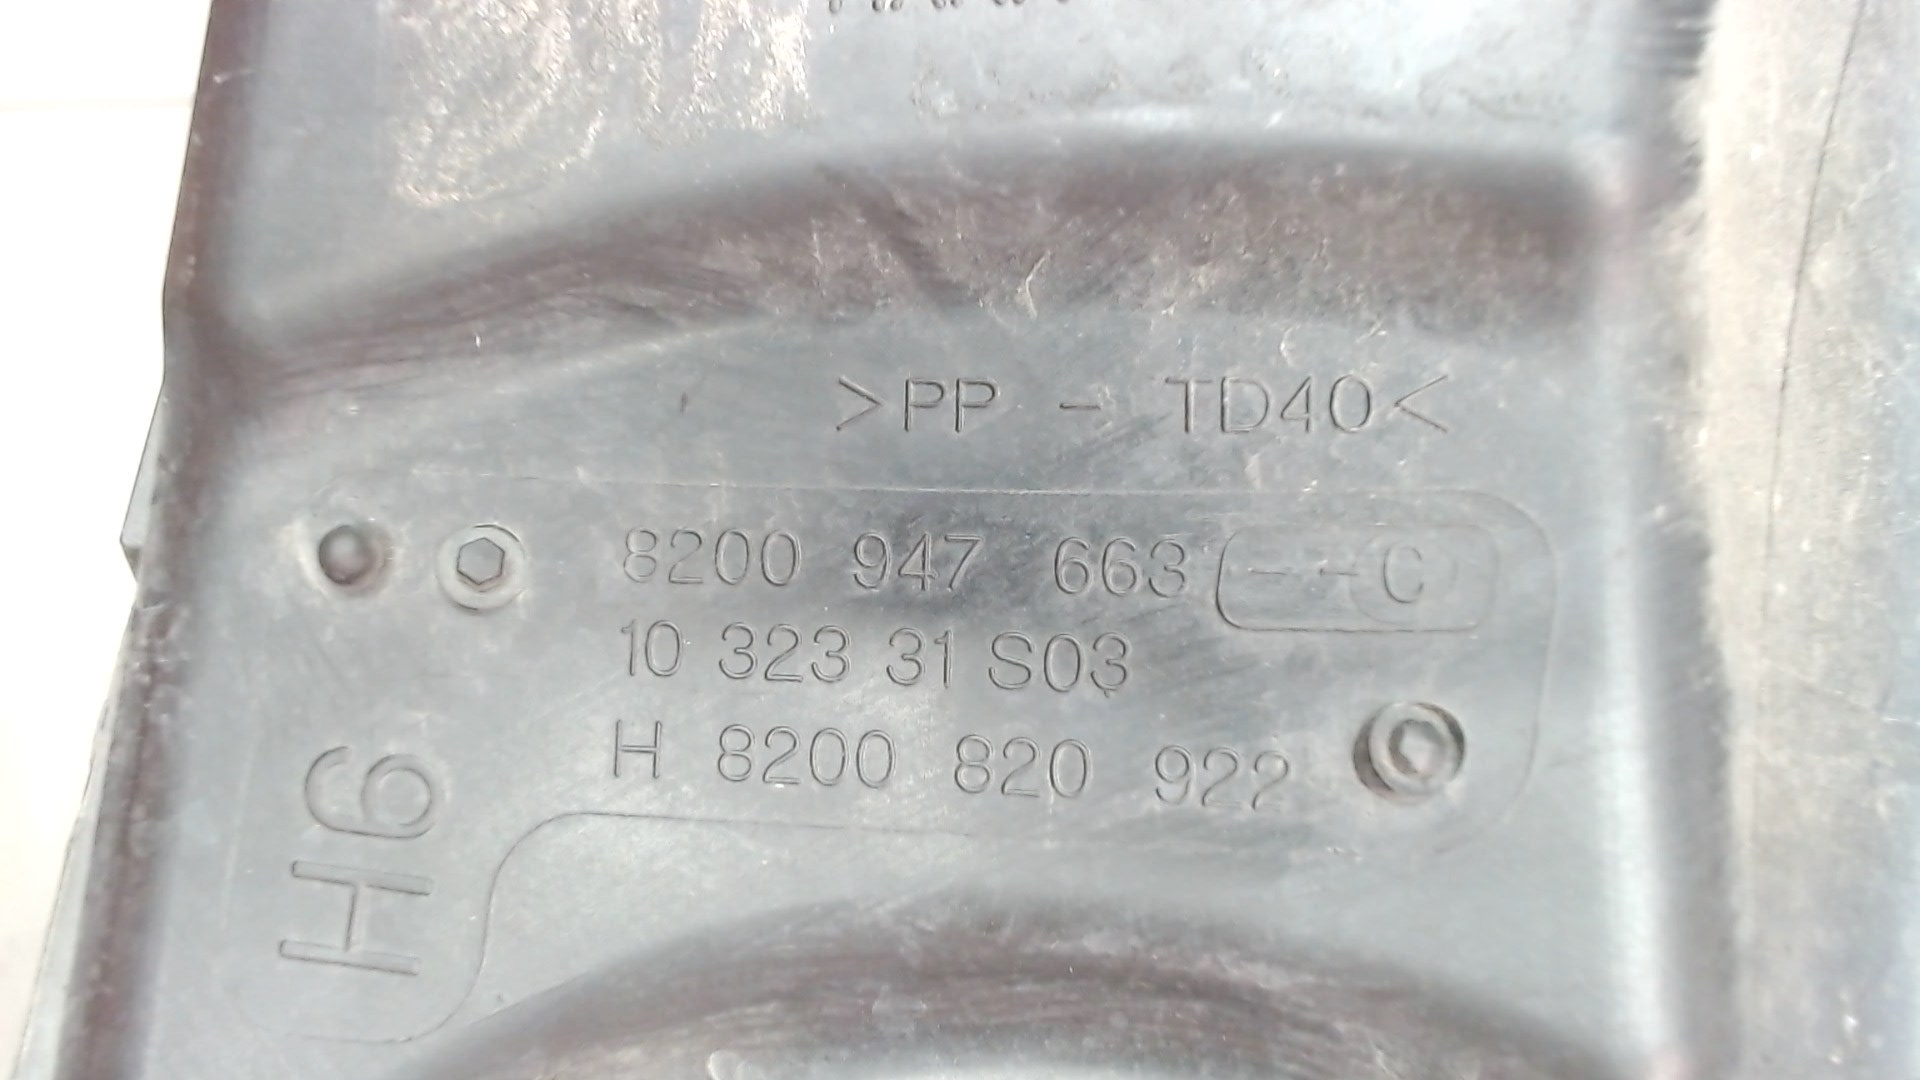 >PP - TD40<
8200 947 663 --C
10 323 31 S03
H 8200 820 922
H6